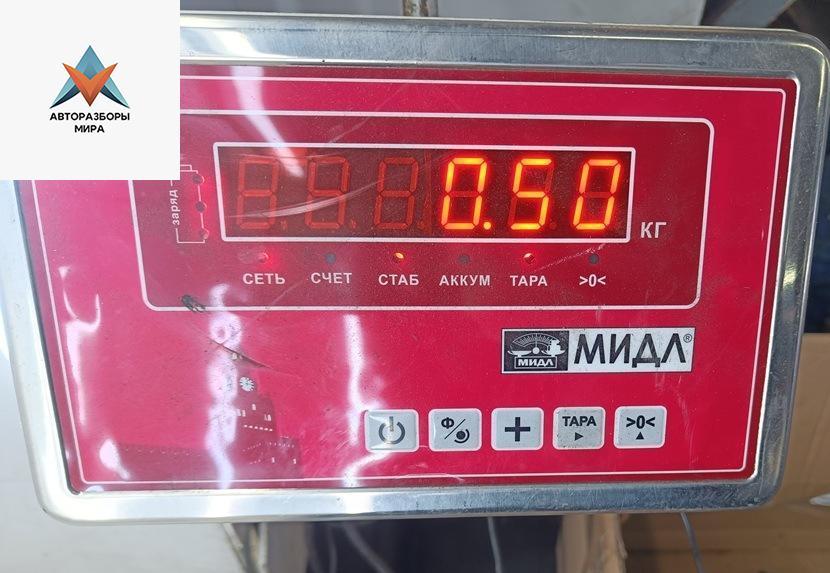 АВТОРАЗБОРЫ
МИРА
заряд
0.50
КГ
СЕТЬ СЧЕТ СТАБ АККУМ ТАРА >0<
МИДЛ МИДЛ®
Ф/ + ТАРА >0<